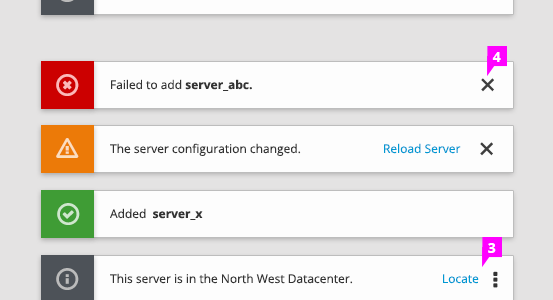 4
Failed to add server_abc.
The server configuration changed. Reload Server
Added server_x
3
This server is in the North West Datacenter. Locate